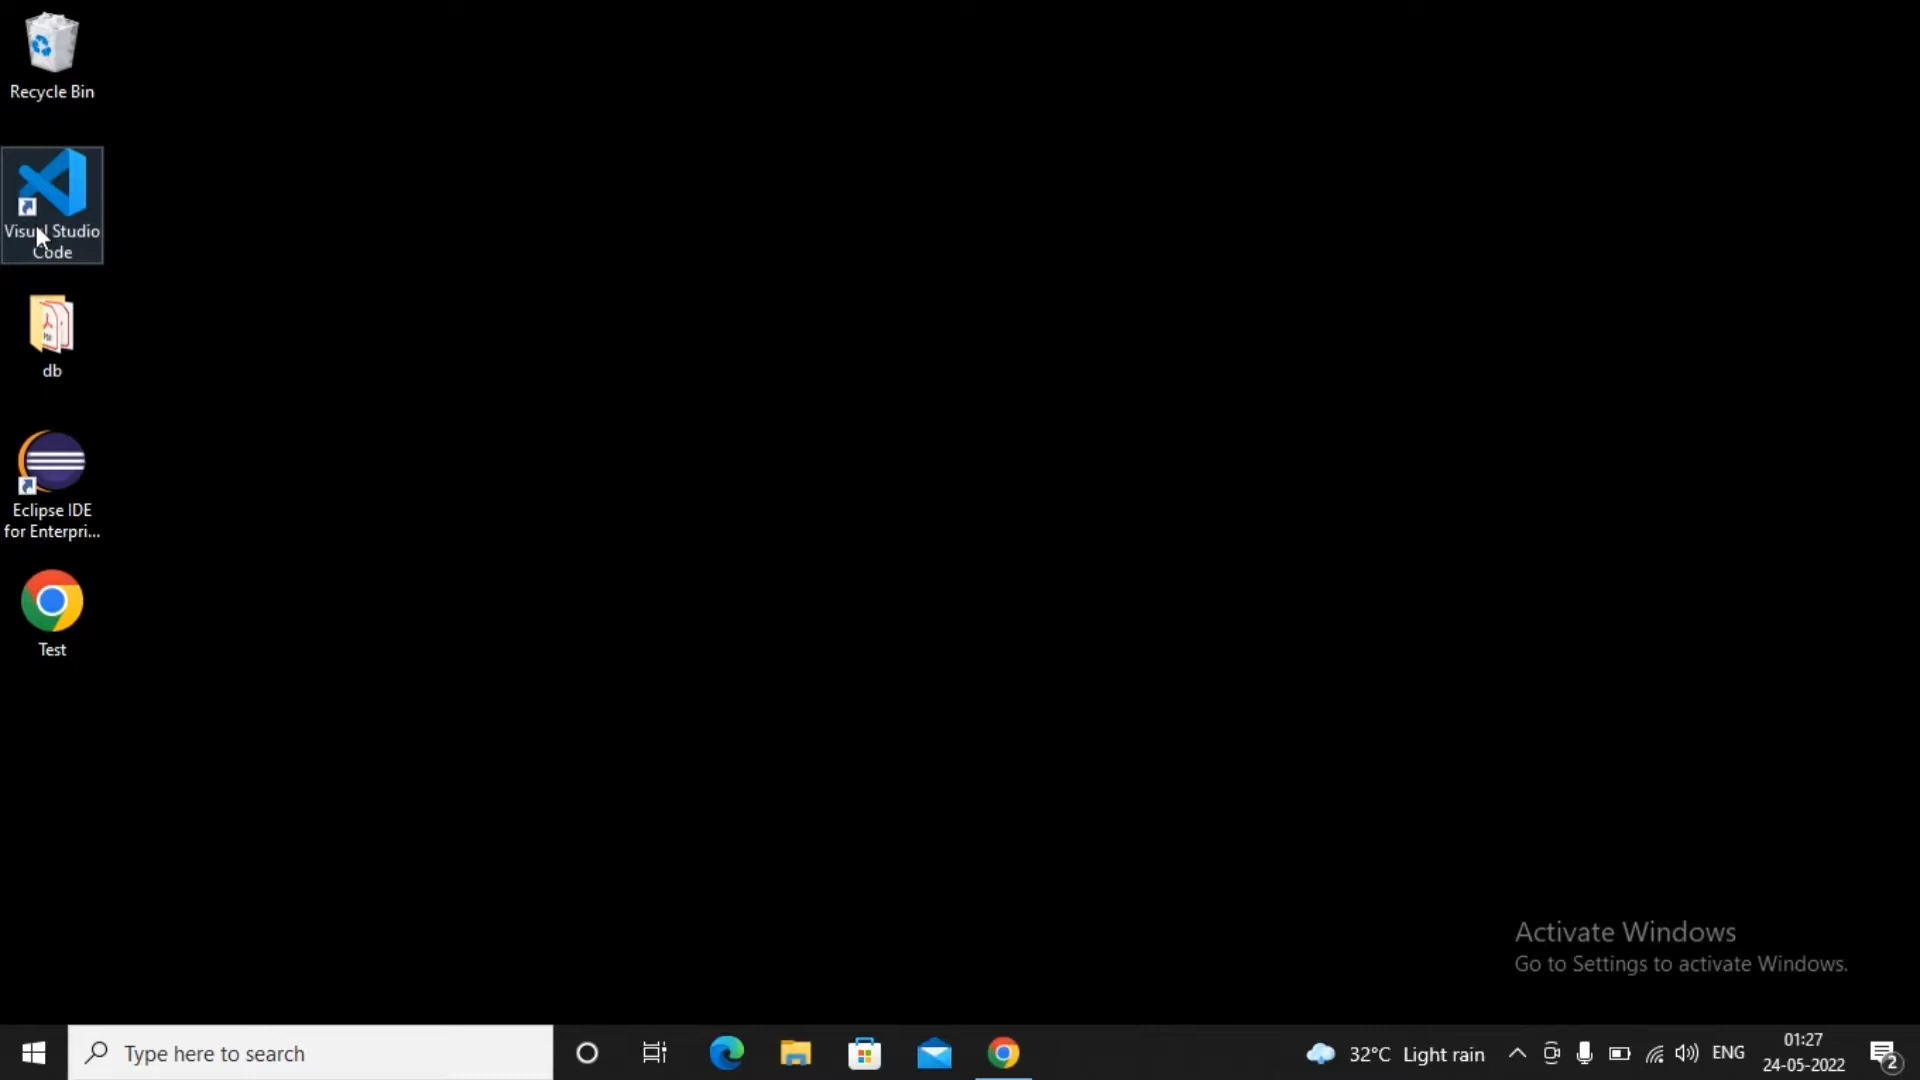 Recycle Bin
Visual Studio
Code
db
Eclipse IDE
for Enterpri...
Test
Activate Windows
Go to Settings to activate Windows.
Type here to search
32°C Light rain
ENG
01:27
24-05-2022
2